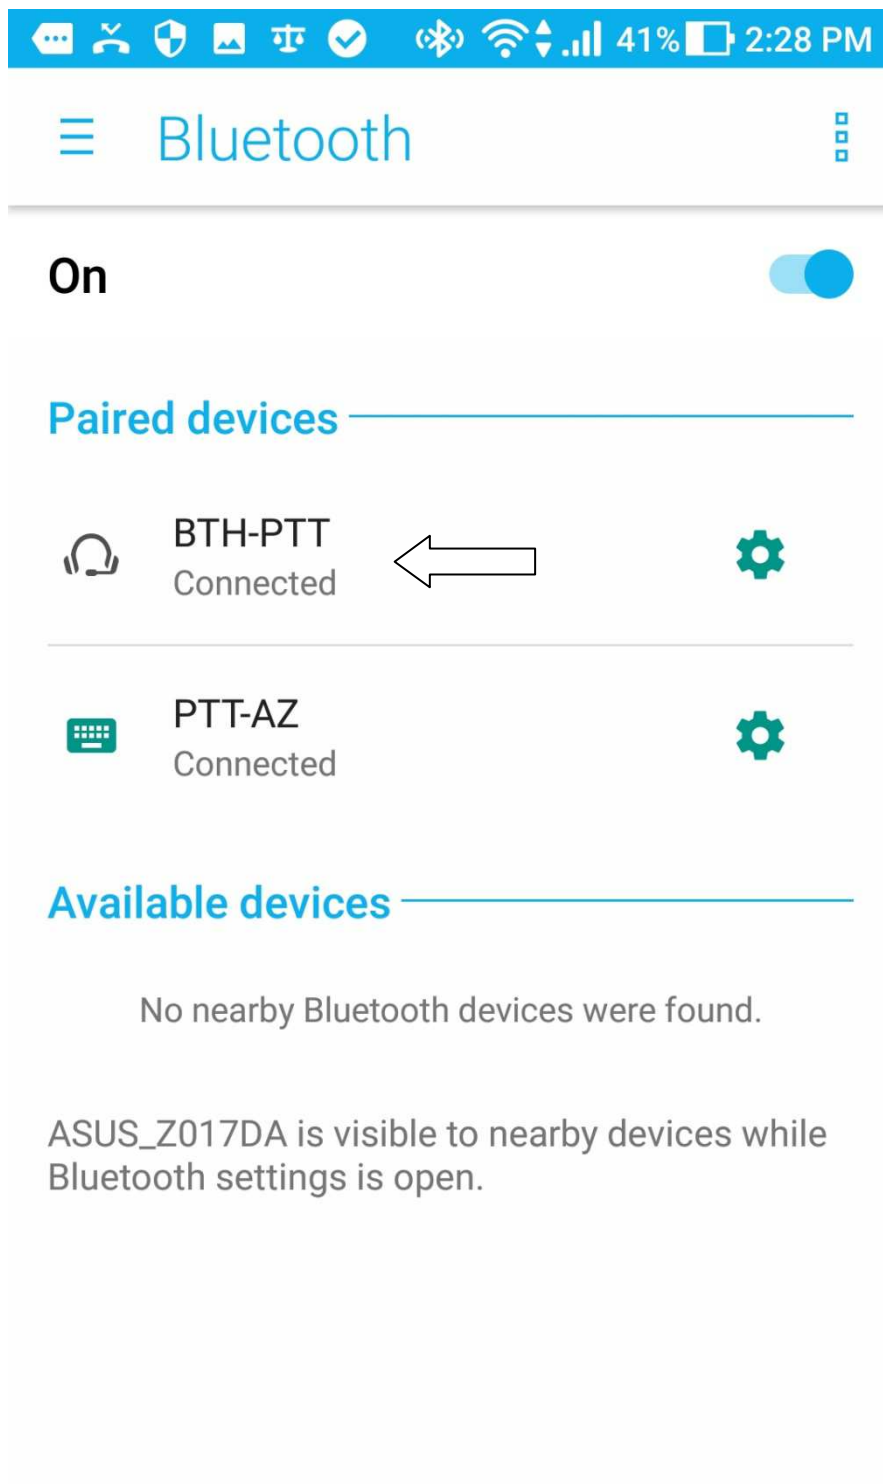 41% 2:28 PM
Bluetooth
On
Paired devices
BTH-PTT
Connected
PTT-AZ
Connected
Available devices
No nearby Bluetooth devices were found.
ASUS_Z017DA is visible to nearby devices while
Bluetooth settings is open.